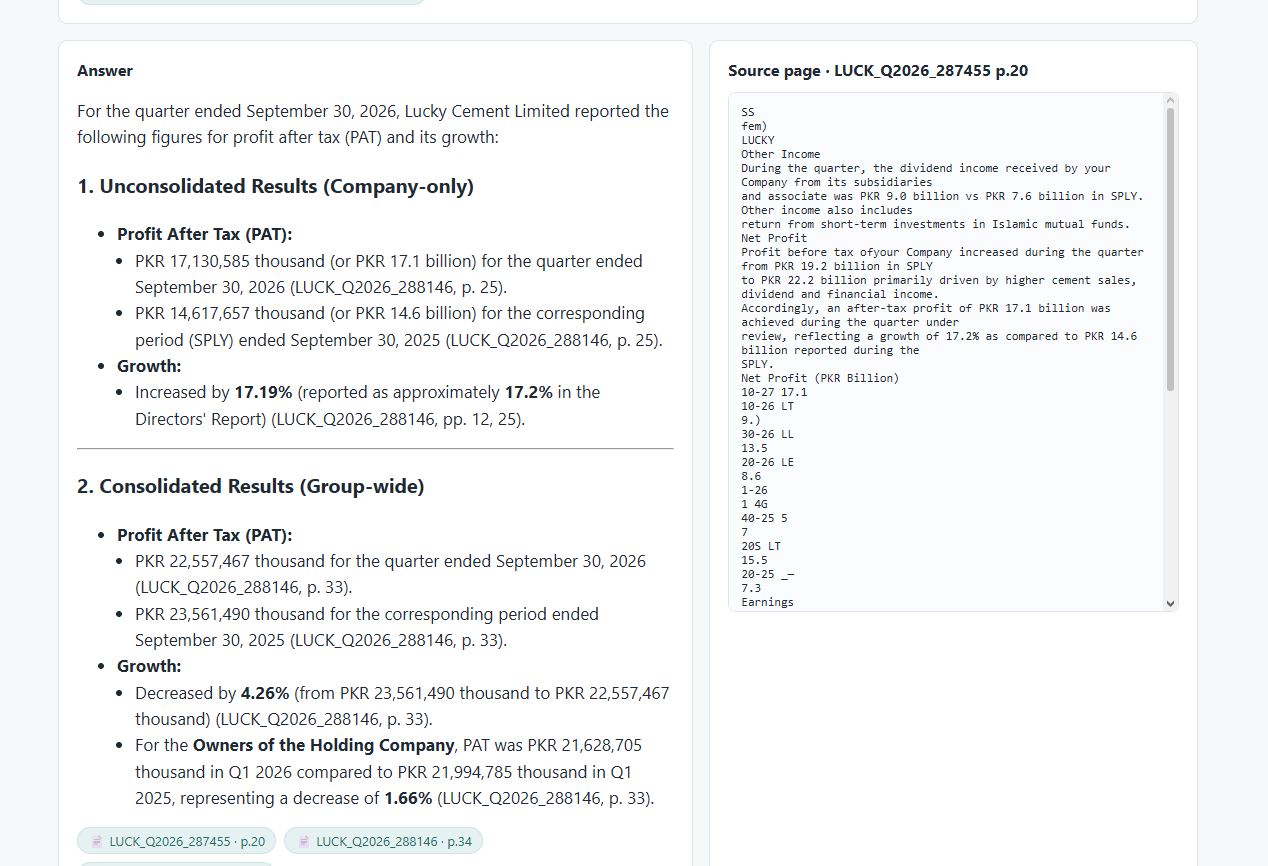 Answer
For the quarter ended September 30, 2026, Lucky Cement Limited reported the
following figures for profit after tax (PAT) and its growth:
1. Unconsolidated Results (Company-only)
• Profit After Tax (PAT):
• PKR 17,130,585 thousand (or PKR 17.1 billion) for the quarter ended
September 30, 2026 (LUCK_Q2026_288146, p. 25).
• PKR 14,617,657 thousand (or PKR 14.6 billion) for the corresponding
period (SPLY) ended September 30, 2025 (LUCK_Q2026_288146, p. 25).
• Growth:
• Increased by 17.19% (reported as approximately 17.2% in the
Directors' Report) (LUCK_Q2026_288146, pp. 12, 25).
2. Consolidated Results (Group-wide)
• Profit After Tax (PAT):
• PKR 22,557,467 thousand for the quarter ended September 30, 2026
(LUCK_Q2026_288146, p. 33).
• PKR 23,561,490 thousand for the corresponding period ended
September 30, 2025 (LUCK_Q2026_288146, p. 33).
• Growth:
• Decreased by 4.26% (from PKR 23,561,490 thousand to PKR 22,557,467
thousand) (LUCK_Q2026_288146, p. 33).
• For the Owners of the Holding Company, PAT was PKR 21,628,705
thousand in Q1 2026 compared to PKR 21,994,785 thousand in Q1
2025, representing a decrease of 1.66% (LUCK_Q2026_288146, p. 33).
LUCK_Q2026_287455 · p.20
LUCK_Q2026_288146 · p.34
Source page · LUCK_Q2026_287455 p.20
SS
fem)
LUCKY
Other Income
During the quarter, the dividend income received by your
Company from its subsidiaries
and associate was PKR 9.0 billion vs PKR 7.6 billion in SPLY.
Other income also includes
return from short-term investments in Islamic mutual funds.
Net Profit
Profit before tax ofyour Company increased during the quarter
from PKR 19.2 billion in SPLY
to PKR 22.2 billion primarily driven by higher cement sales,
dividend and financial income.
Accordingly, an after-tax profit of PKR 17.1 billion was
achieved during the quarter under
review, reflecting a growth of 17.2% as compared to PKR 14.6
billion reported during the
SPLY.
Net Profit (PKR Billion)
10-27 17.1
10-26 LT
9.)
30-26 LL
13.5
20-26 LE
8.6
1-26
1 4G
40-25 5
7
20S LT
15.5
20-25 _—
7.3
Earnings